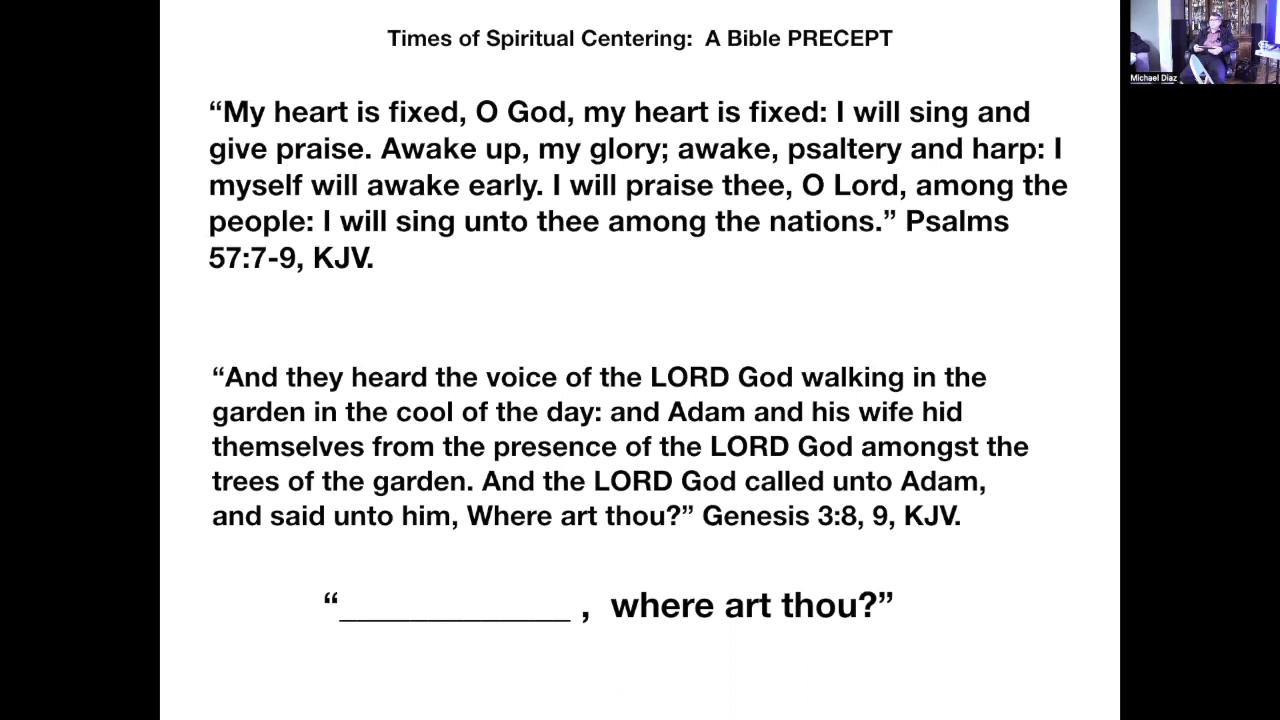 Times of Spiritual Centering:  A Bible PRECEPT
“My heart is fixed, O God, my heart is fixed: I will sing and
give praise. Awake up, my glory; awake, psaltery and harp: I
myself will awake early. I will praise thee, O Lord, among the
people: I will sing unto thee among the nations.” Psalms
57:7-9, KJV.
“And they heard the voice of the LORD God walking in the
garden in the cool of the day: and Adam and his wife hid
themselves from the presence of the LORD God amongst the
trees of the garden. And the LORD God called unto Adam,
and said unto him, Where art thou?” Genesis 3:8, 9, KJV.
“____________ ,  where art thou?”
Michael Diaz